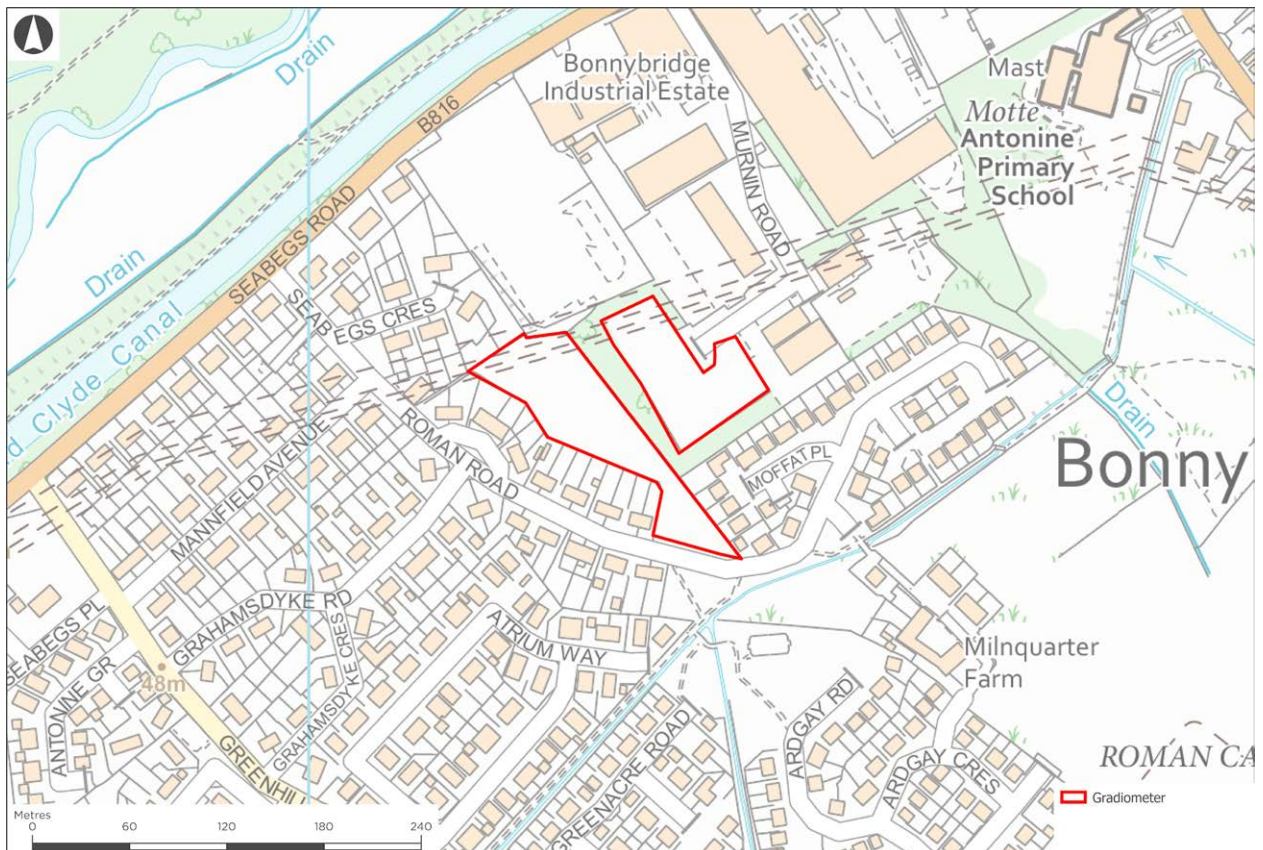 Drain
Bonnybridge
Industrial Estate
Mast
Motte
Antonine
Primary
School
B816
MURNIN ROAD
Drain
SEABEGS ROAD
SEAB
EGS CRES
d Clyde Canal
ROMAN ROAD
MANNFIELD AVENUE
MOFFAT PL
Drain
Bonny
SEABEGS PL
GRAHAMSDYKE RD
ANTONINE GR
48m
GRAHAMSDYKE CRES
ATRIUM WAY
Milnquarter
Farm
GREENHILL
GREENACRE ROAD
ARDGAY RD
ARDGAY CRES
ROMAN CA
Gradiometer
Metres
0 60 120 180 240